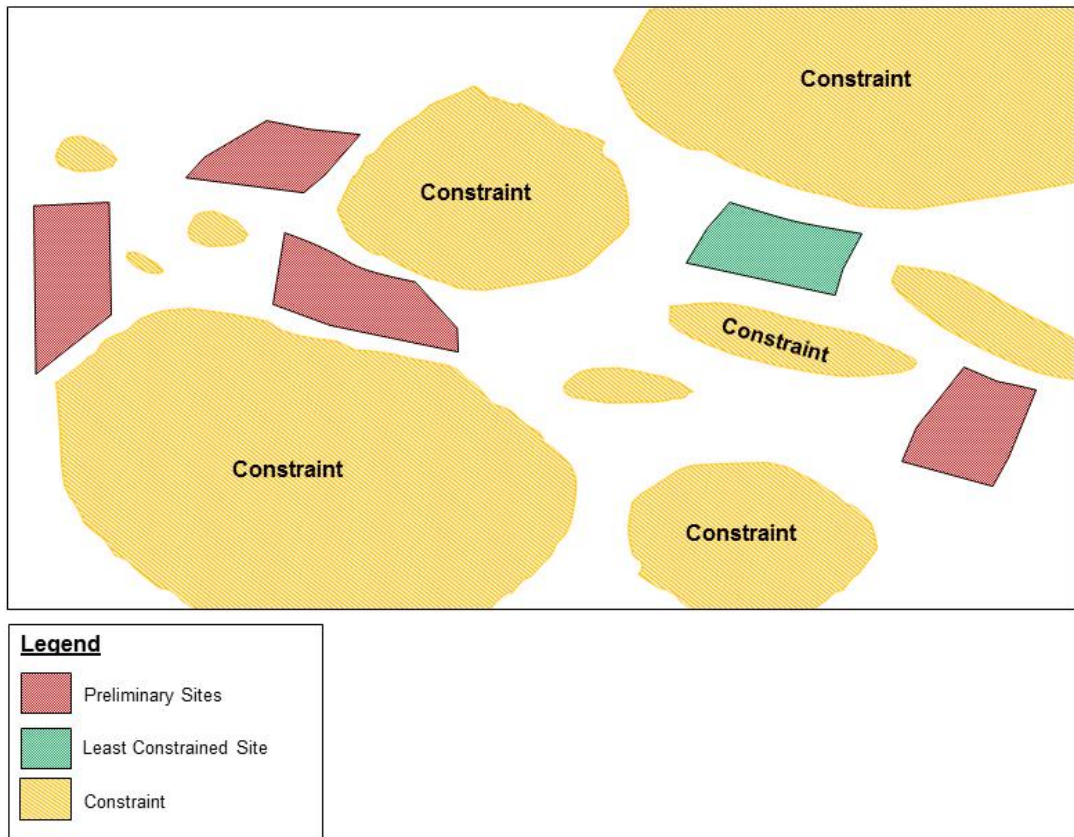 Constraint
Constraint
Constraint
Constraint
Constraint
Legend
Preliminary Sites
Least Constrained Site
Constraint